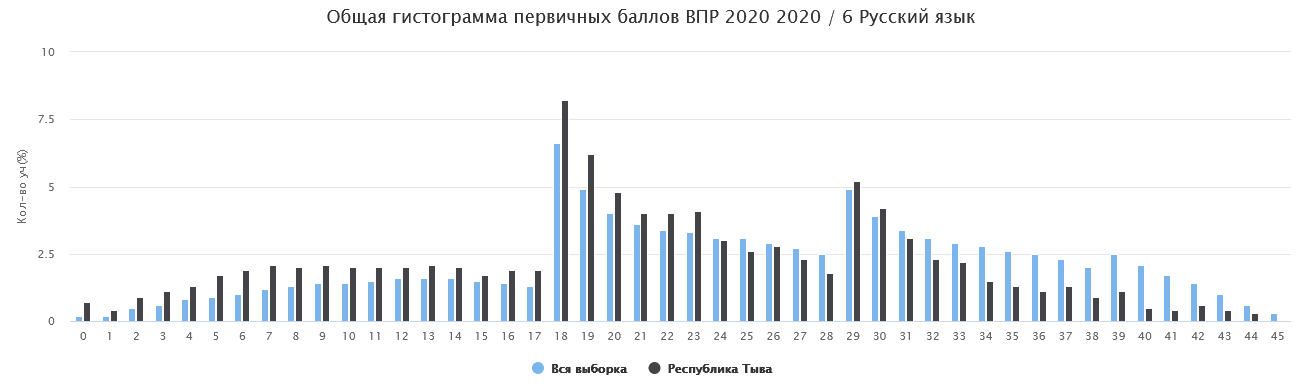 Общая гистограмма первичных баллов ВПР 2020 2020 / 6 Русский язык
10
7.5
5
2.5
0
Кол-во уч(%)
0 1 2 3 4 5 6 7 8 9 10 11 12 13 14 15 16 17 18 19 20 21 22 23 24 25 26 27 28 29 30 31 32 33 34 35 36 37 38 39 40 41 42 43 44 45
Вся выборка Республика Тыва